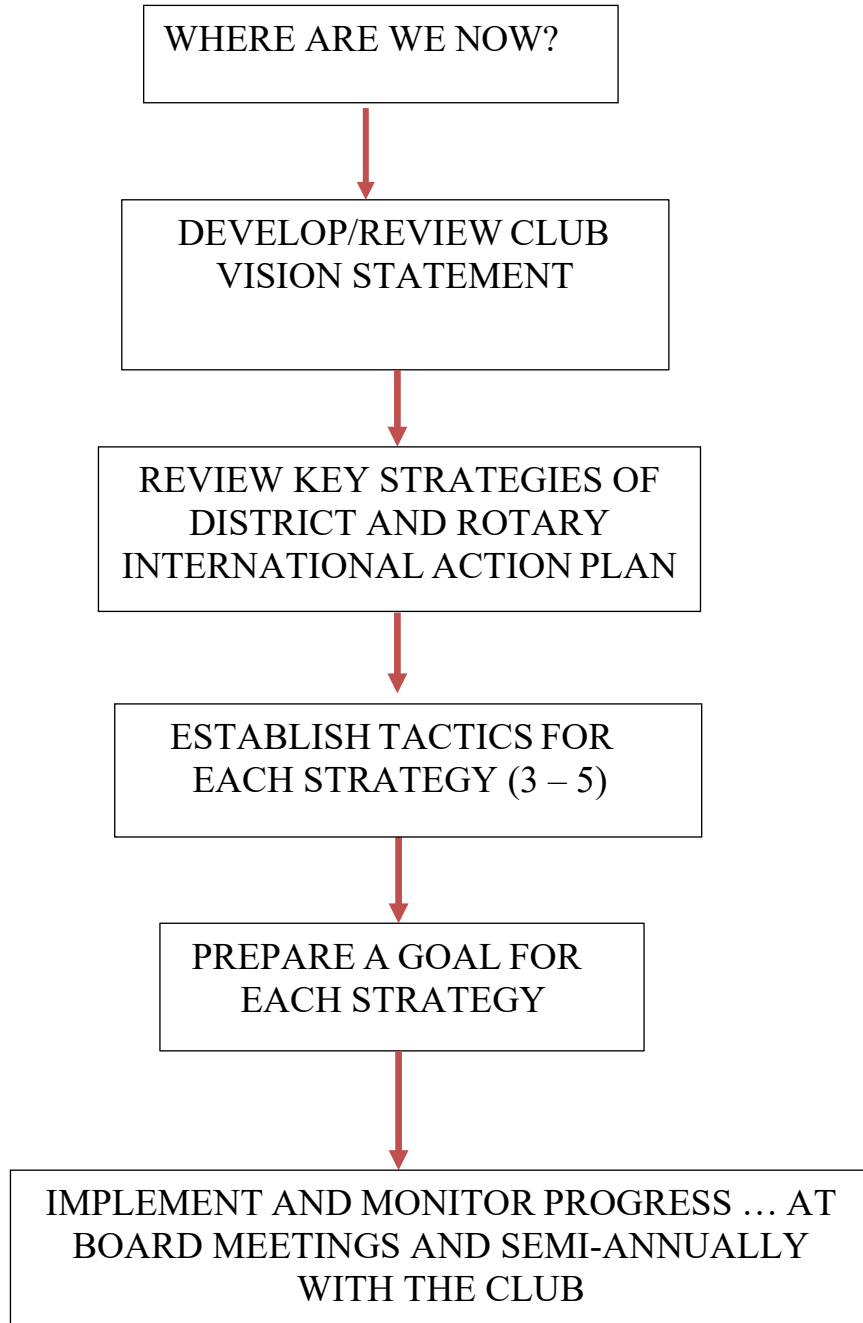 WHERE ARE WE NOW?
DEVELOP/REVIEW CLUB
VISION STATEMENT
REVIEW KEY STRATEGIES OF
DISTRICT AND ROTARY
INTERNATIONAL ACTION PLAN
ESTABLISH TACTICS FOR
EACH STRATEGY (3 – 5)
PREPARE A GOAL FOR
EACH STRATEGY
IMPLEMENT AND MONITOR PROGRESS … AT
BOARD MEETINGS AND SEMI-ANNUALLY
WITH THE CLUB